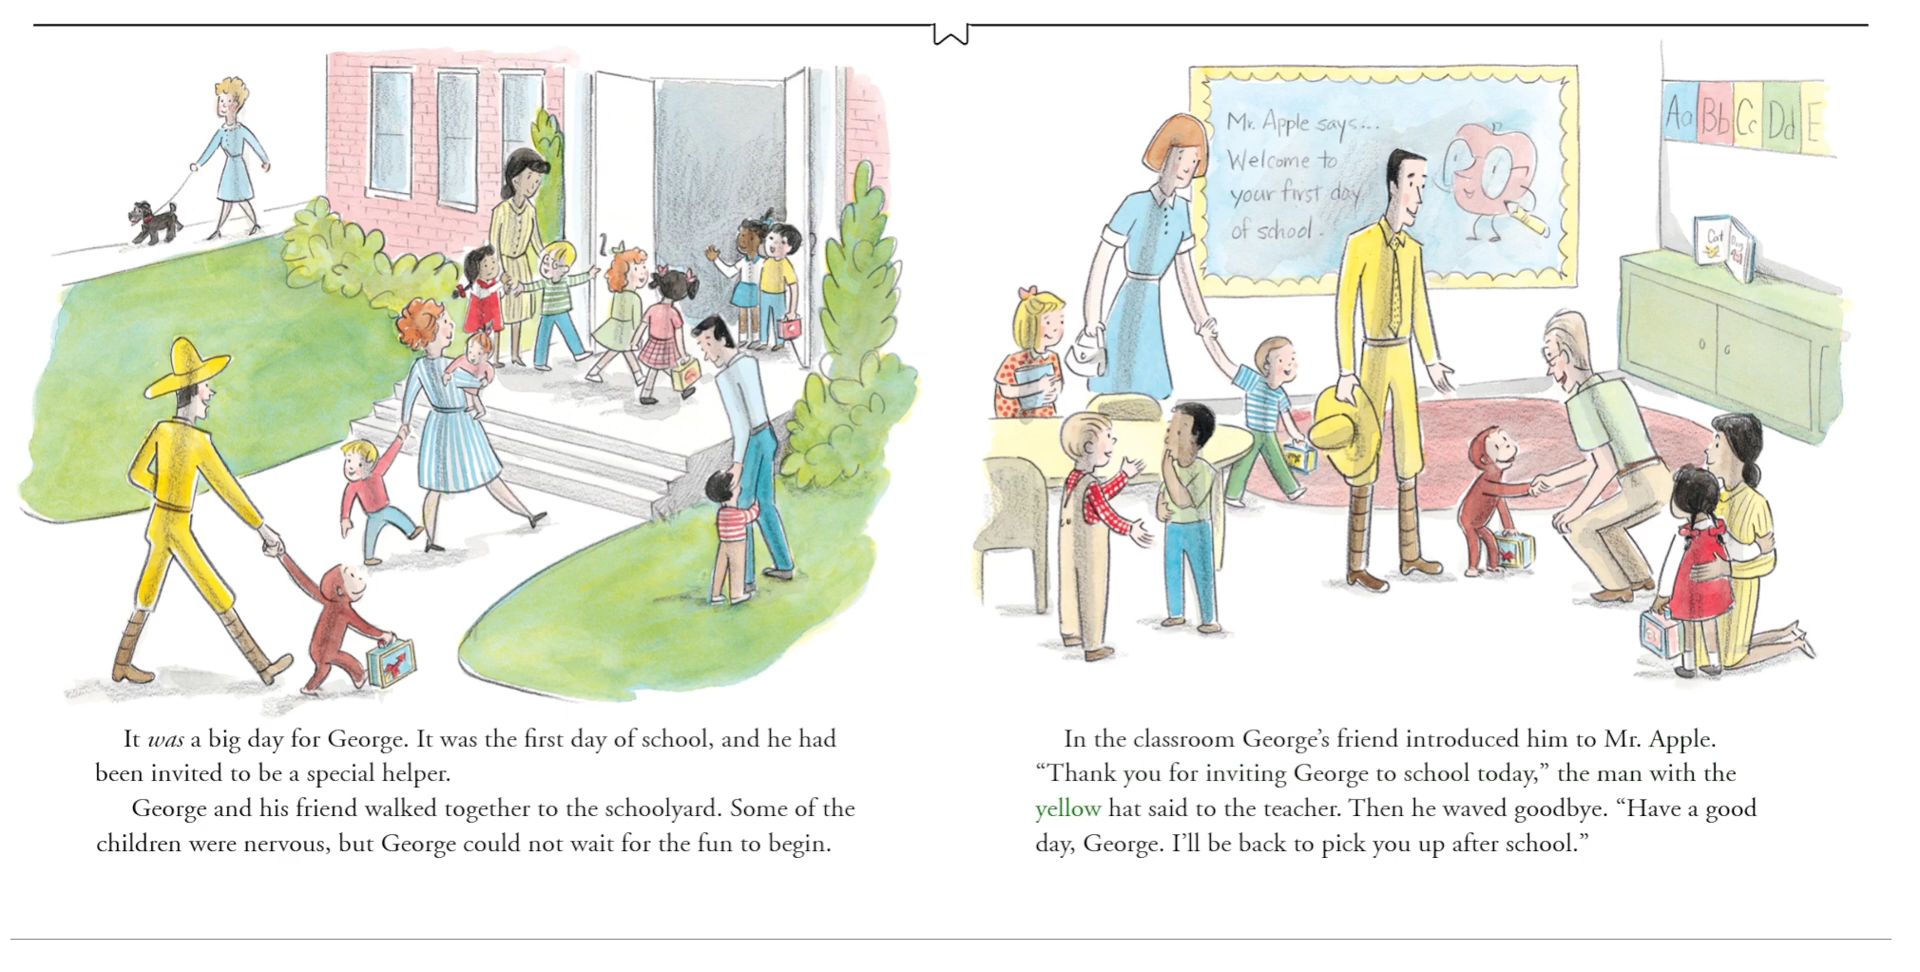 It was a big day for George. It was the first day of school, and he had
been invited to be a special helper.
George and his friend walked together to the schoolyard. Some of the
children were nervous, but George could not wait for the fun to begin.
Mr. Apple says...
Welcome to
your first day
of school.
Aa Bb Cc Dd E
Cat
In the classroom George’s friend introduced him to Mr. Apple.
“Thank you for inviting George to school today,” the man with the
yellow hat said to the teacher. Then he waved goodbye. “Have a good
day, George. I’ll be back to pick you up after school.”